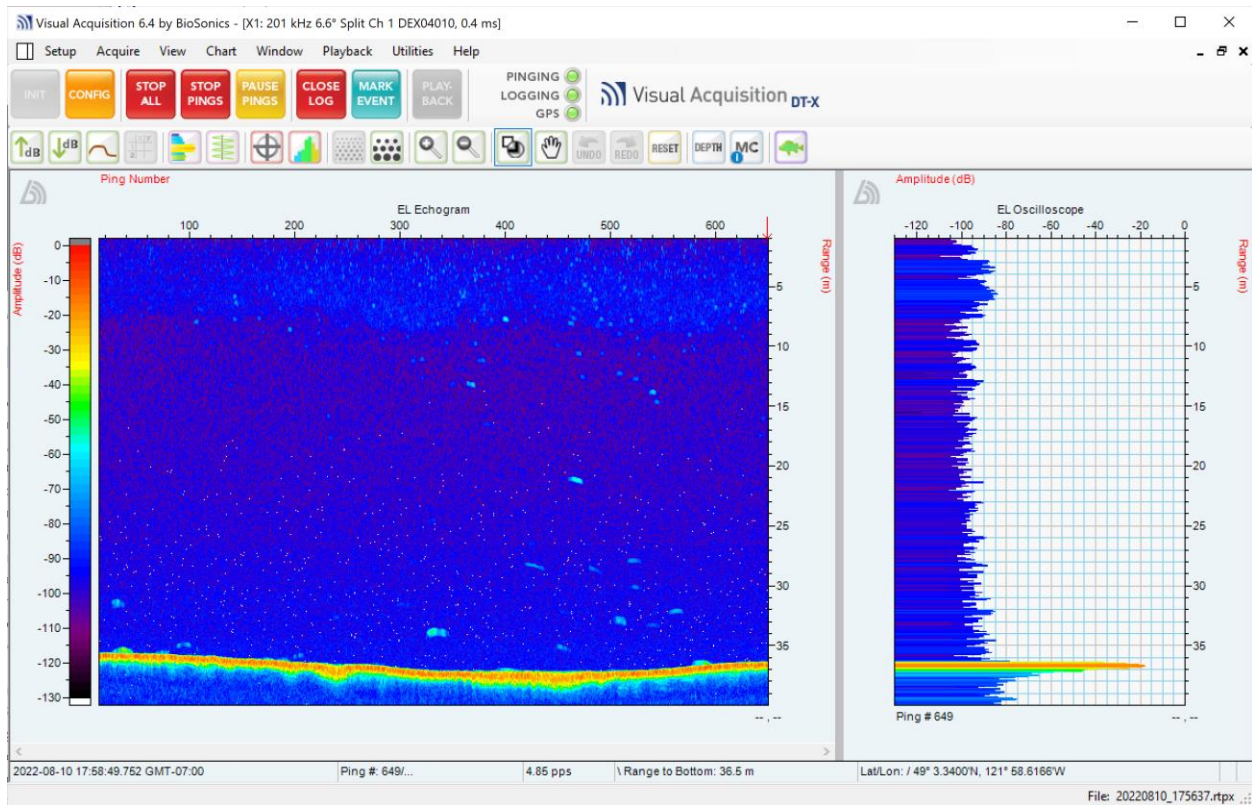 Visual Acquisition 6.4 by BioSonics - [X1: 201 kHz 6.6° Split Ch 1 DEX04010, 0.4 ms]
Setup Acquire View Chart Window Playback Utilities Help
INIT CONFIG STOP ALL STOP PINGS PAUSE PINGS CLOSE LOG MARK EVENT PLAY-BACK
PINGING
LOGGING
GPS
Visual Acquisition DT-X
dB dB UNDO REDO RESET DEPTH MC
Ping Number
EL Echogram
100 200 300 400 500 600
Amplitude (dB)
0
-10
-20
-30
-40
-50
-60
-70
-80
-90
-100
-110
-120
-130
Range (m)
5
10
15
20
25
30
35
-- , --
Amplitude (dB)
EL Oscilloscope
-120 -100 -80 -60 -40 -20 0
Range (m)
5
10
15
20
25
30
35
Ping # 649 -- , --
2022-08-10 17:58:49.752 GMT-07:00 Ping #: 649/... 4.85 pps \ Range to Bottom: 36.5 m Lat/Lon: / 49° 3.3400'N, 121° 58.6166'W
File: 20220810_175637.rtpx